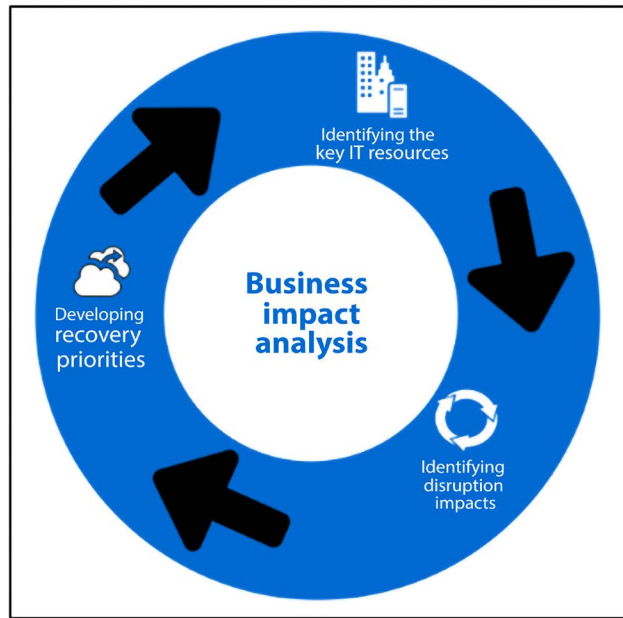 Identifying the
key IT resources
Business
impact
analysis
Developing
recovery
priorities
Identifying
disruption
impacts